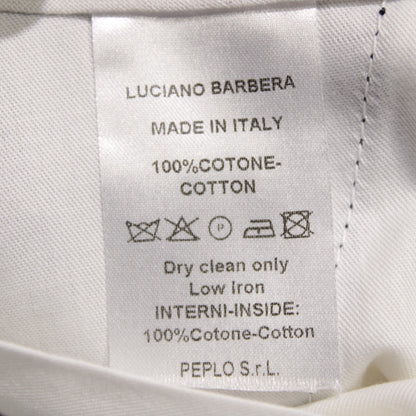 LUCIANO BARBERA
MADE IN ITALY
100%COTONE-
COTTON
P
Dry clean only
Low Iron
INTERNI-INSIDE:
100%Cotone-Cotton
PEPLO S.r.L.